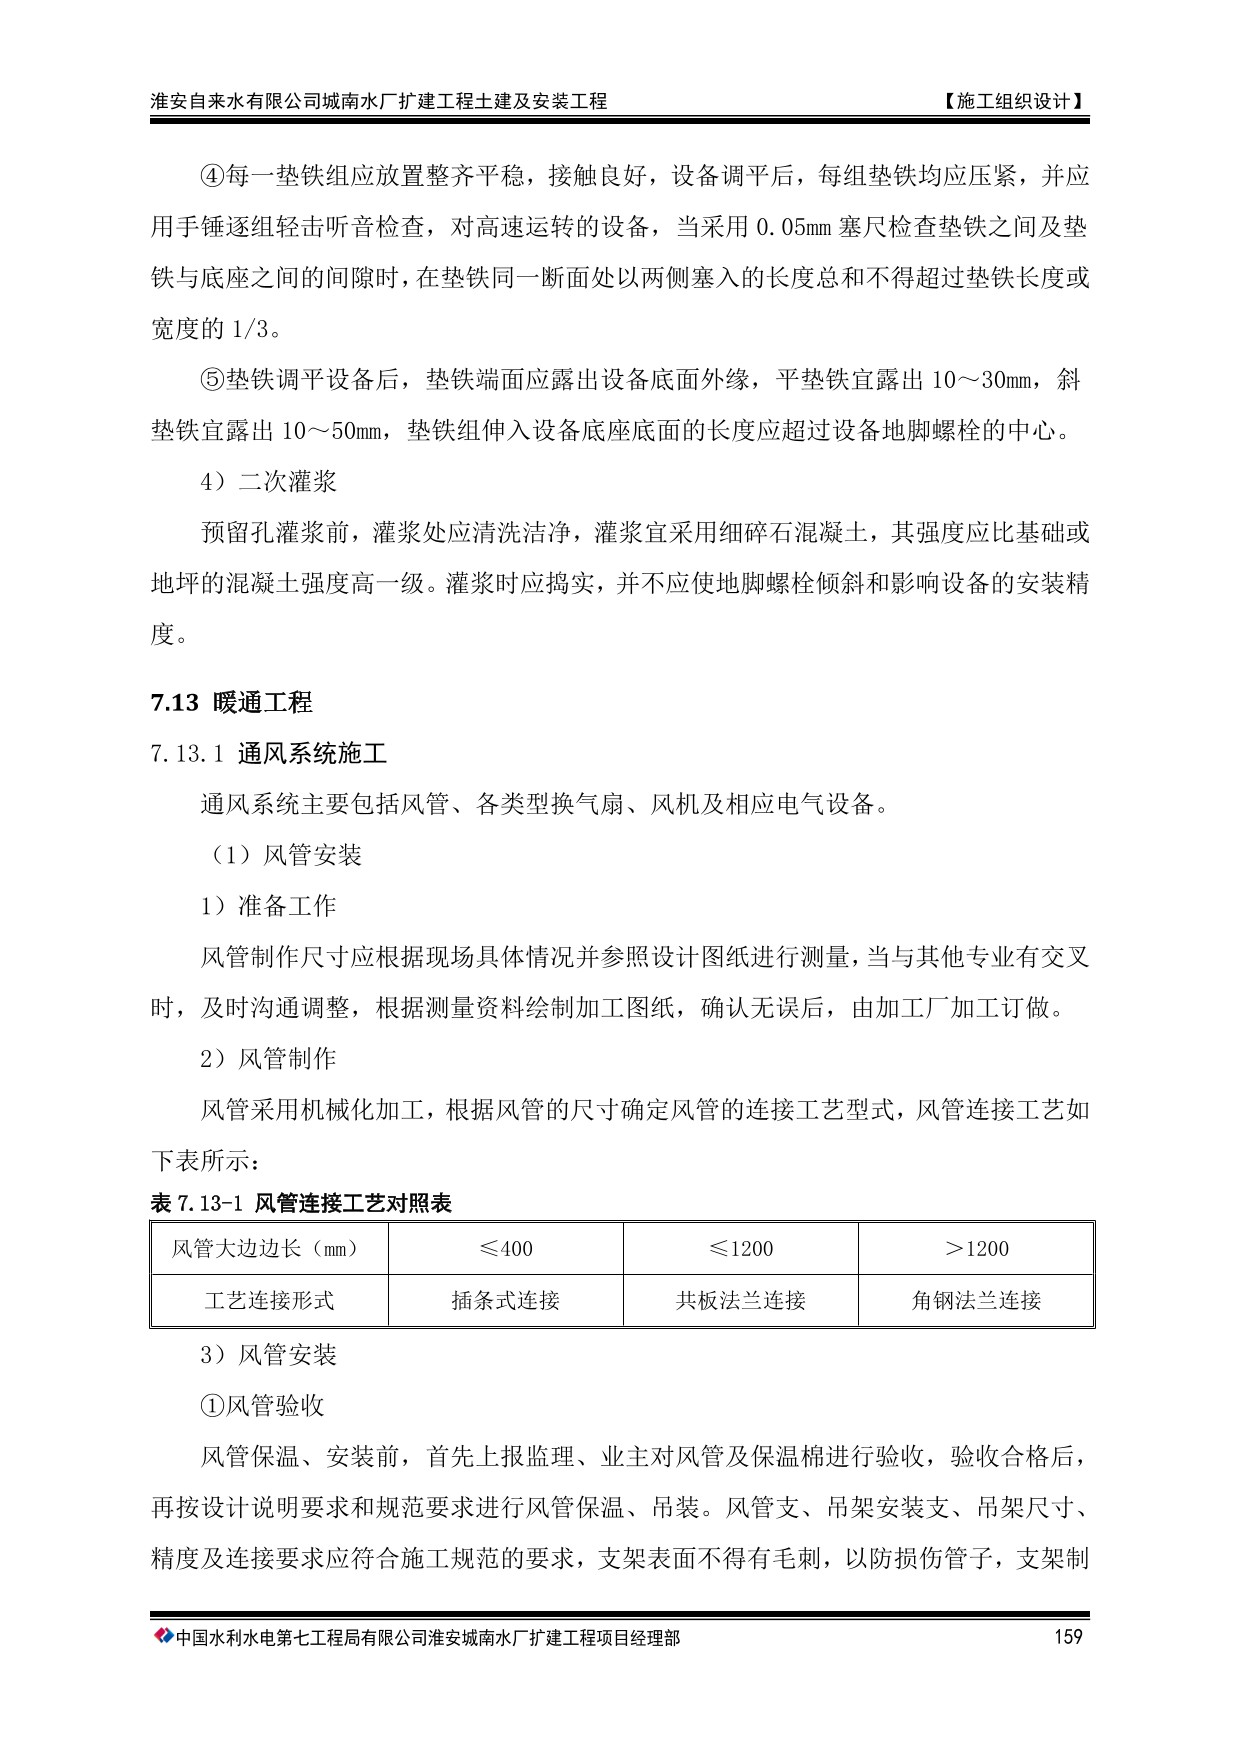 淮安自来水有限公司城南水厂扩建工程土建及安装工程 【施工组织设计】
④每一垫铁组应放置整齐平稳，接触良好，设备调平后，每组垫铁均应压紧，并应
用手锤逐组轻击听音检查，对高速运转的设备，当采用 0.05mm 塞尺检查垫铁之间及垫
铁与底座之间的间隙时，在垫铁同一断面处以两侧塞入的长度总和不得超过垫铁长度或
宽度的 1/3。
⑤垫铁调平设备后，垫铁端面应露出设备底面外缘，平垫铁宜露出 10～30mm，斜
垫铁宜露出 10～50mm，垫铁组伸入设备底座底面的长度应超过设备地脚螺栓的中心。
4）二次灌浆
预留孔灌浆前，灌浆处应清洗洁净，灌浆宜采用细碎石混凝土，其强度应比基础或
地坪的混凝土强度高一级。灌浆时应捣实，并不应使地脚螺栓倾斜和影响设备的安装精
度。
7.13 暖通工程
7.13.1 通风系统施工
通风系统主要包括风管、各类型换气扇、风机及相应电气设备。
（1）风管安装
1）准备工作
风管制作尺寸应根据现场具体情况并参照设计图纸进行测量，当与其他专业有交叉
时，及时沟通调整，根据测量资料绘制加工图纸，确认无误后，由加工厂加工订做。
2）风管制作
风管采用机械化加工，根据风管的尺寸确定风管的连接工艺型式，风管连接工艺如
下表所示：
表 7.13-1 风管连接工艺对照表
风管大边边长（mm） ≤400 ≤1200 ＞1200
工艺连接形式 插条式连接 共板法兰连接 角钢法兰连接
3）风管安装
①风管验收
风管保温、安装前，首先上报监理、业主对风管及保温棉进行验收，验收合格后，
再按设计说明要求和规范要求进行风管保温、吊装。风管支、吊架安装支、吊架尺寸、
精度及连接要求应符合施工规范的要求，支架表面不得有毛刺，以防损伤管子，支架制
中国水利水电第七工程局有限公司淮安城南水厂扩建工程项目经理部 159